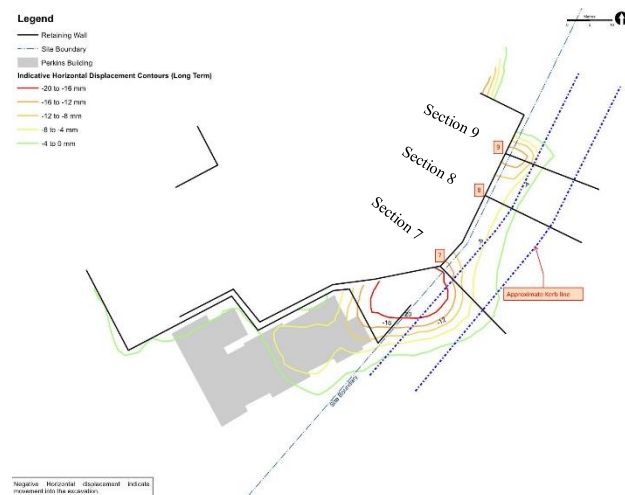 Legend
Retaining Wall
Site Boundary
Perkins Building
Indicative Horizontal Displacement Contours (Long Term)
-20 to -16 mm
-16 to -12 mm
-12 to -8 mm
-8 to -4 mm
-4 to 0 mm
Section 9
Section 8
Section 7
9
8
7
Approximate Kerb line
-16
-20
-12
Site Boundary
Negative Horizontal displacement indicate
movement into the excavation.